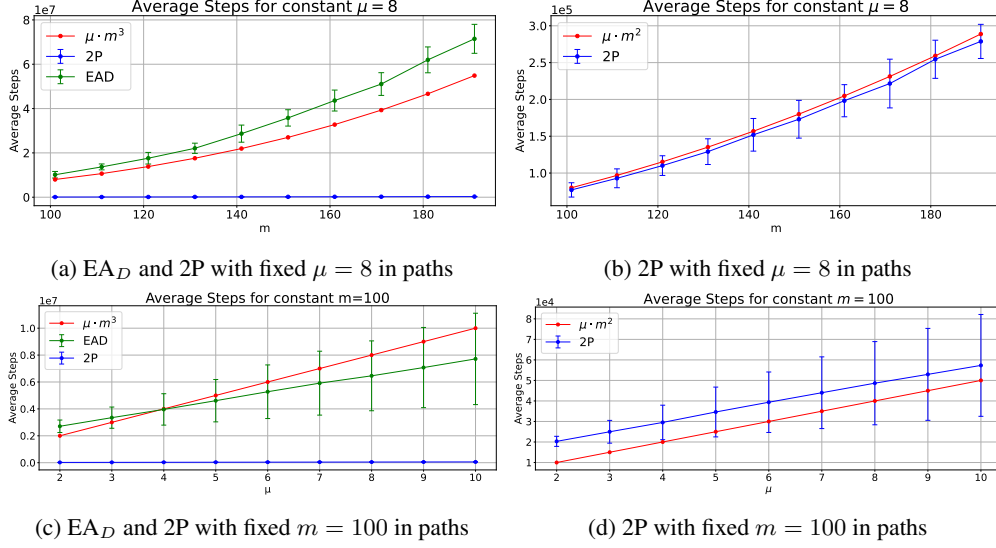 Average Steps for constant μ = 8
1e7
8
6
4
2
0
Average Steps
μ · m³
2P
EAD
100 120 140 160 180
m
(a) EA_D and 2P with fixed μ = 8 in paths
Average Steps for constant μ = 8
1e5
3.0
2.5
2.0
1.5
1.0
Average Steps
μ · m²
2P
100 120 140 160 180
m
(b) 2P with fixed μ = 8 in paths
Average Steps for constant m=100
1e7
1.0
0.8
0.6
0.4
0.2
0.0
Average Steps
μ · m³
EAD
2P
2 3 4 5 6 7 8 9 10
μ
(c) EA_D and 2P with fixed m = 100 in paths
Average Steps for constant m = 100
1e4
8
7
6
5
4
3
2
1
Average Steps
μ · m²
2P
2 3 4 5 6 7 8 9 10
μ
(d) 2P with fixed m = 100 in paths